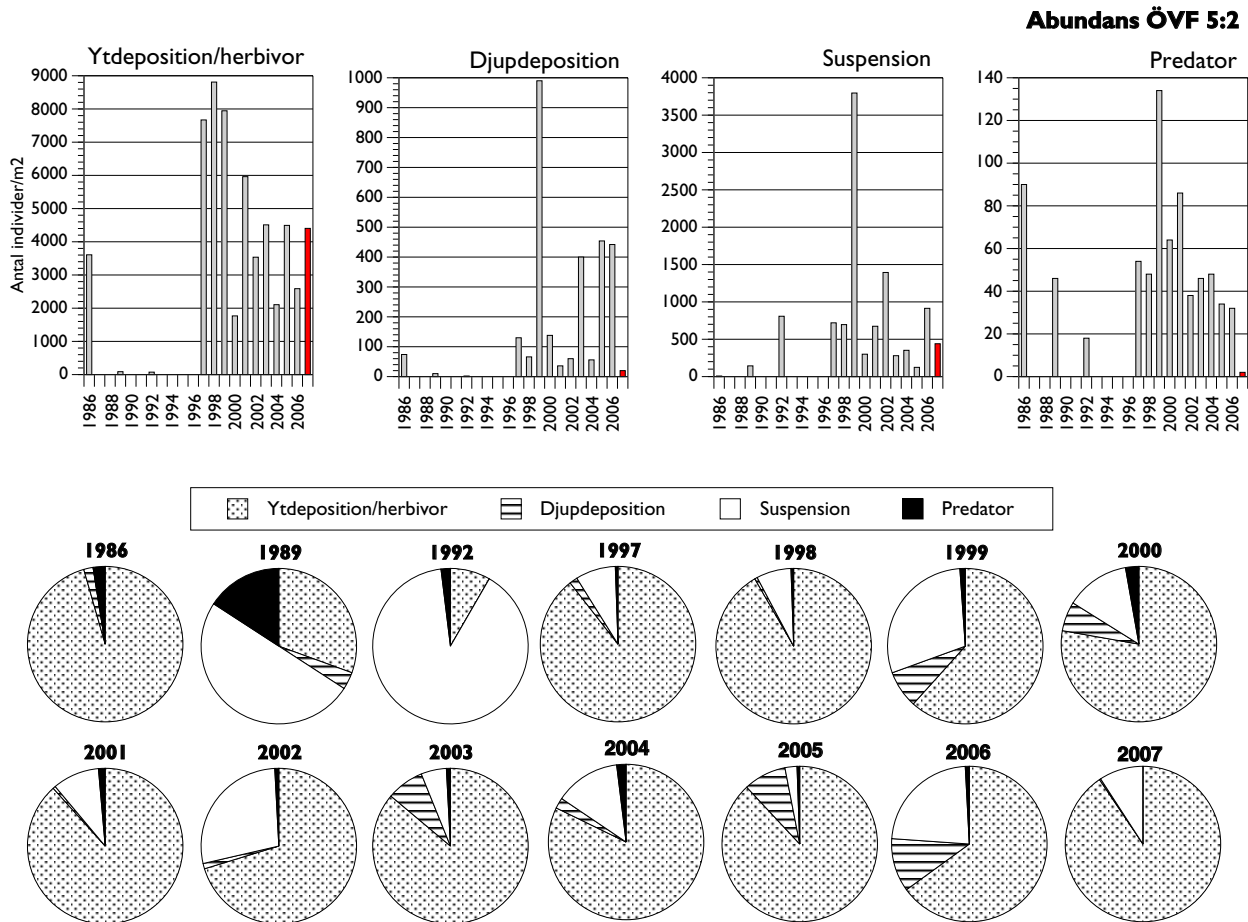 Abundans ÖVF 5:2
Ytdeposition/herbivor
Antal individer/m2
9000
8000
7000
6000
5000
4000
3000
2000
1000
0
1986 1988 1990 1992 1994 1996 1998 2000 2002 2004 2006
Djupdeposition
1000
900
800
700
600
500
400
300
200
100
0
1986 1988 1990 1992 1994 1996 1998 2000 2002 2004 2006
Suspension
4000
3500
3000
2500
2000
1500
1000
500
0
1986 1988 1990 1992 1994 1996 1998 2000 2002 2004 2006
Predator
140
120
100
80
60
40
20
0
1986 1988 1990 1992 1994 1996 1998 2000 2002 2004 2006
Ytdeposition/herbivor Djupdeposition Suspension Predator
1986 1989 1992 1997 1998 1999 2000
2001 2002 2003 2004 2005 2006 2007